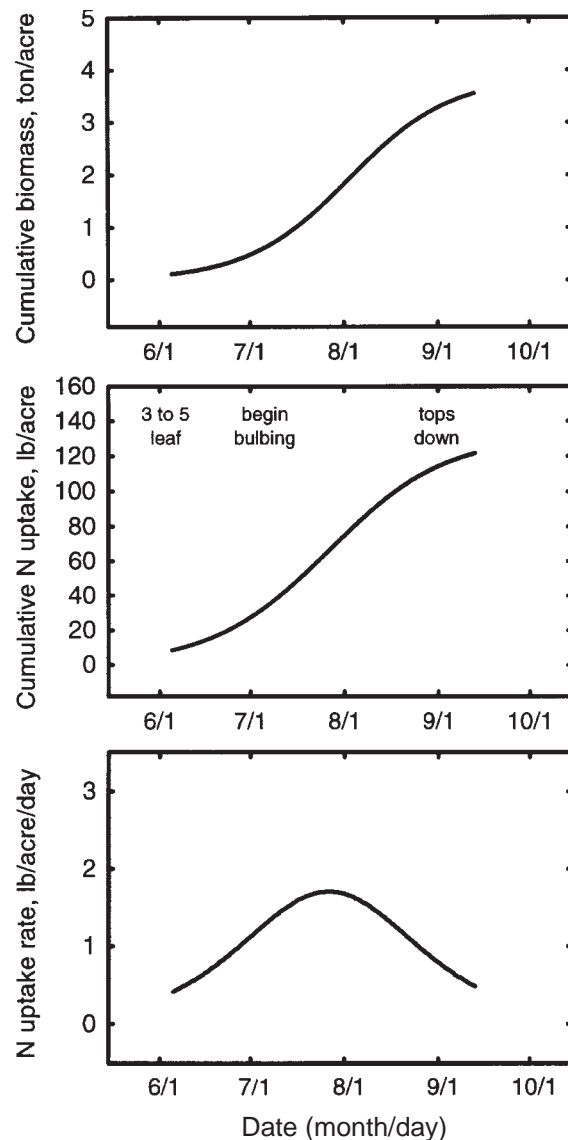 Cumulative biomass, ton/acre
5
4
3
2
1
0
6/1 7/1 8/1 9/1 10/1
Cumulative N uptake, lb/acre
160
140
120
100
80
60
40
20
0
3 to 5
leaf
begin
bulbing
tops
down
6/1 7/1 8/1 9/1 10/1
N uptake rate, lb/acre/day
3
2
1
0
6/1 7/1 8/1 9/1 10/1
Date (month/day)